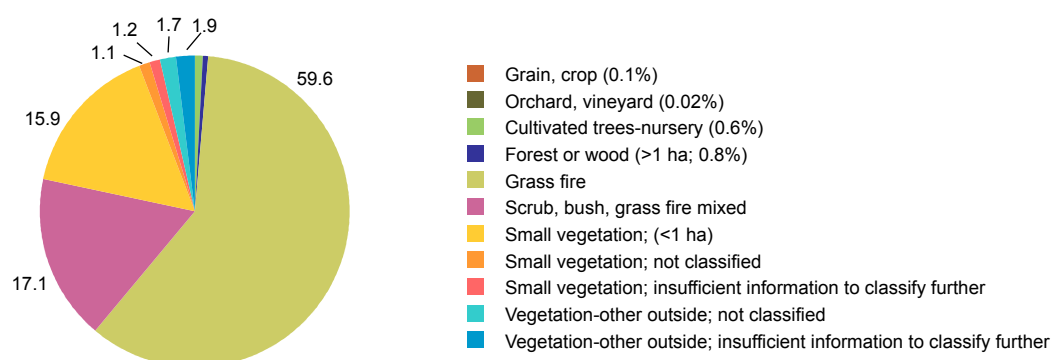 1.2
1.7
1.9
1.1
59.6
15.9
17.1
Grain, crop (0.1%)
Orchard, vineyard (0.02%)
Cultivated trees-nursery (0.6%)
Forest or wood (>1 ha; 0.8%)
Grass fire
Scrub, bush, grass fire mixed
Small vegetation; (<1 ha)
Small vegetation; not classified
Small vegetation; insufficient information to classify further
Vegetation-other outside; not classified
Vegetation-other outside; insufficient information to classify further